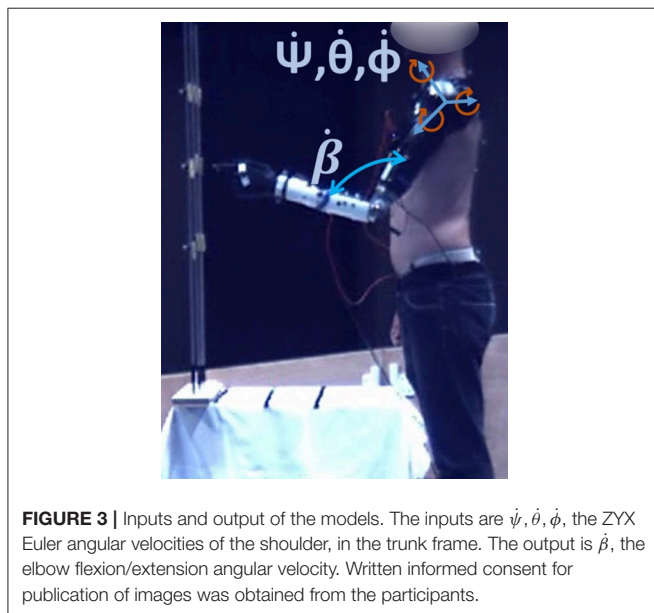 Ψ̇,θ̇,ϕ̇
β̇
FIGURE 3 | Inputs and output of the models. The inputs are ψ̇, θ̇, ϕ̇, the ZYX
Euler angular velocities of the shoulder, in the trunk frame. The output is β̇, the
elbow flexion/extension angular velocity. Written informed consent for
publication of images was obtained from the participants.